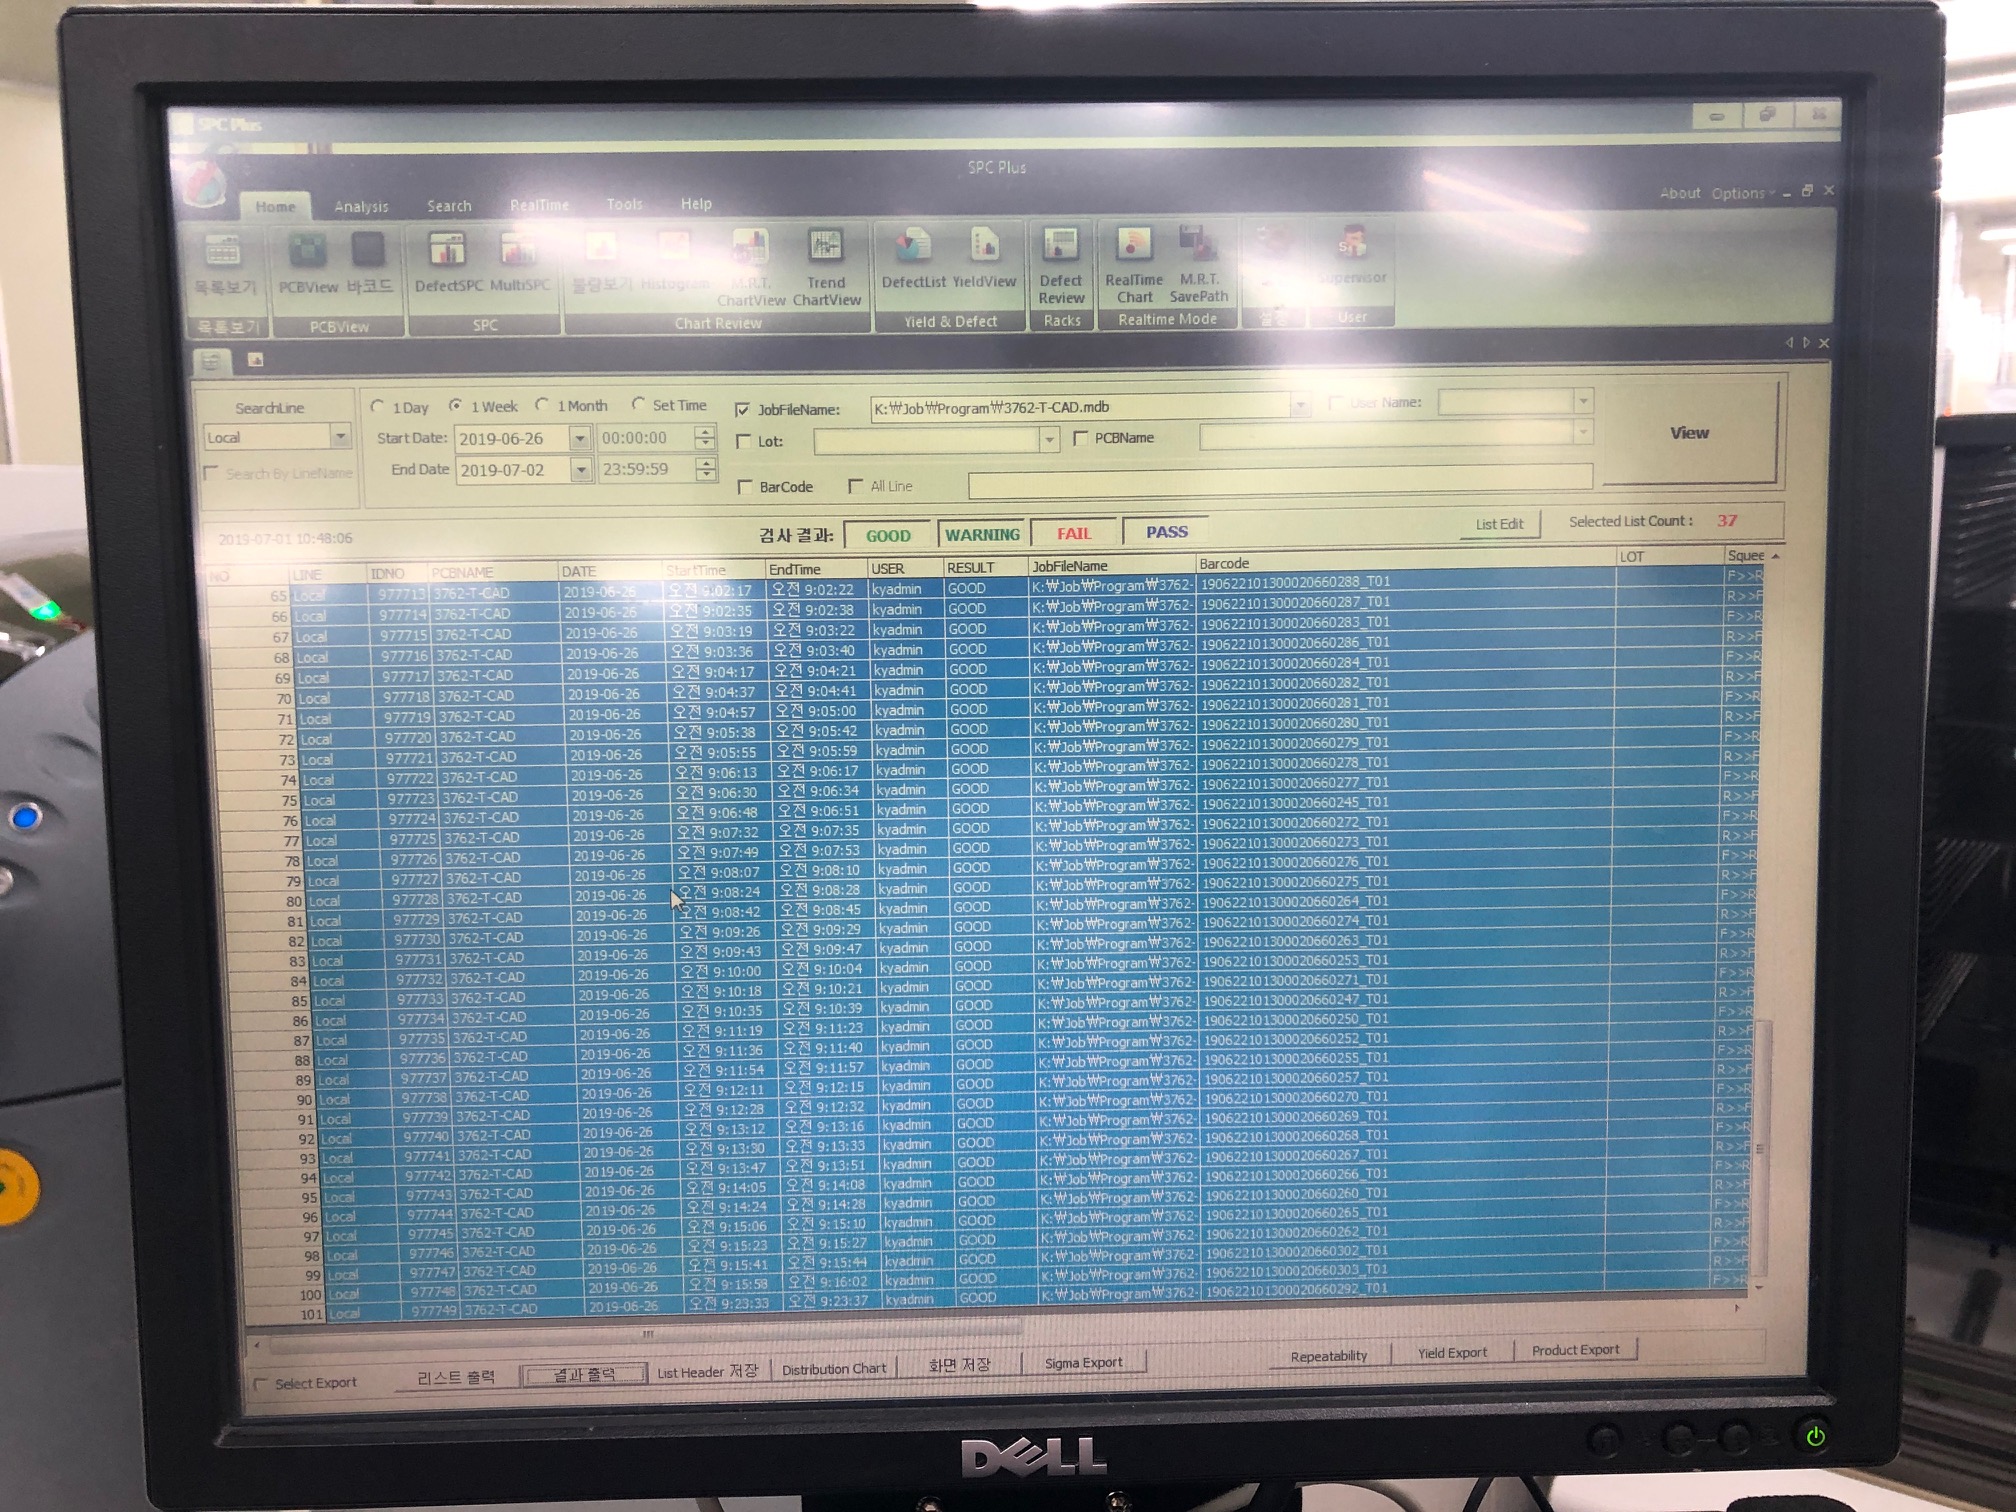 SPC Plus
SPC Plus
Home Analysis Search RealTime Tools Help About Options
목록보기 PCBView 바코드 DefectSPC MultiSPC 불량보기 Histogram M.R.T. ChartView Trend ChartView DefectList YieldView Defect Review RealTime Chart M.R.T. SavePath Supervisor
목록보기 PCBView SPC Chart Review Yield & Defect Racks Realtime Mode 설정 User
SearchLine 1Day 1 Week 1 Month Set Time JobFileName: K:₩Job₩Program₩3762-T-CAD.mdb User Name: View
Local Start Date: 2019-06-26 00:00:00 Lot: PCBName
Search By LineName End Date 2019-07-02 23:59:59 BarCode All Line
2019-07-01 10:48:06 검사 결과: GOOD WARNING FAIL PASS List Edit Selected List Count : 37
NO LINE IDNO PCBNAME DATE StartTime EndTime USER RESULT JobFileName Barcode LOT Squee
65 Local 977713 3762-T-CAD 2019-06-26 오전 9:02:17 오전 9:02:22 kyadmin GOOD K:₩Job₩Program₩3762- 190622101300020660288_T01 F>>R
66 Local 977714 3762-T-CAD 2019-06-26 오전 9:02:35 오전 9:02:38 kyadmin GOOD K:₩Job₩Program₩3762- 190622101300020660287_T01 R>>F
67 Local 977715 3762-T-CAD 2019-06-26 오전 9:03:19 오전 9:03:22 kyadmin GOOD K:₩Job₩Program₩3762- 190622101300020660283_T01 F>>R
68 Local 977716 3762-T-CAD 2019-06-26 오전 9:03:36 오전 9:03:40 kyadmin GOOD K:₩Job₩Program₩3762- 190622101300020660286_T01 R>>F
69 Local 977717 3762-T-CAD 2019-06-26 오전 9:04:17 오전 9:04:21 kyadmin GOOD K:₩Job₩Program₩3762- 190622101300020660284_T01 F>>R
70 Local 977718 3762-T-CAD 2019-06-26 오전 9:04:37 오전 9:04:41 kyadmin GOOD K:₩Job₩Program₩3762- 190622101300020660282_T01 R>>F
71 Local 977719 3762-T-CAD 2019-06-26 오전 9:04:57 오전 9:05:00 kyadmin GOOD K:₩Job₩Program₩3762- 190622101300020660281_T01 F>>R
72 Local 977720 3762-T-CAD 2019-06-26 오전 9:05:38 오전 9:05:42 kyadmin GOOD K:₩Job₩Program₩3762- 190622101300020660280_T01 R>>F
73 Local 977721 3762-T-CAD 2019-06-26 오전 9:05:55 오전 9:05:59 kyadmin GOOD K:₩Job₩Program₩3762- 190622101300020660279_T01 F>>R
74 Local 977722 3762-T-CAD 2019-06-26 오전 9:06:13 오전 9:06:17 kyadmin GOOD K:₩Job₩Program₩3762- 190622101300020660278_T01 R>>F
75 Local 977723 3762-T-CAD 2019-06-26 오전 9:06:30 오전 9:06:34 kyadmin GOOD K:₩Job₩Program₩3762- 190622101300020660277_T01 F>>R
76 Local 977724 3762-T-CAD 2019-06-26 오전 9:06:48 오전 9:06:51 kyadmin GOOD K:₩Job₩Program₩3762- 190622101300020660245_T01 R>>F
77 Local 977725 3762-T-CAD 2019-06-26 오전 9:07:32 오전 9:07:35 kyadmin GOOD K:₩Job₩Program₩3762- 190622101300020660272_T01 F>>R
78 Local 977726 3762-T-CAD 2019-06-26 오전 9:07:49 오전 9:07:53 kyadmin GOOD K:₩Job₩Program₩3762- 190622101300020660273_T01 R>>F
79 Local 977727 3762-T-CAD 2019-06-26 오전 9:08:07 오전 9:08:10 kyadmin GOOD K:₩Job₩Program₩3762- 190622101300020660276_T01 F>>R
80 Local 977728 3762-T-CAD 2019-06-26 오전 9:08:24 오전 9:08:28 kyadmin GOOD K:₩Job₩Program₩3762- 190622101300020660275_T01 R>>F
81 Local 977729 3762-T-CAD 2019-06-26 오전 9:08:42 오전 9:08:45 kyadmin GOOD K:₩Job₩Program₩3762- 190622101300020660264_T01 F>>R
82 Local 977730 3762-T-CAD 2019-06-26 오전 9:09:26 오전 9:09:29 kyadmin GOOD K:₩Job₩Program₩3762- 190622101300020660274_T01 R>>F
83 Local 977731 3762-T-CAD 2019-06-26 오전 9:09:43 오전 9:09:47 kyadmin GOOD K:₩Job₩Program₩3762- 190622101300020660263_T01 F>>R
84 Local 977732 3762-T-CAD 2019-06-26 오전 9:10:00 오전 9:10:04 kyadmin GOOD K:₩Job₩Program₩3762- 190622101300020660253_T01 R>>F
85 Local 977733 3762-T-CAD 2019-06-26 오전 9:10:18 오전 9:10:21 kyadmin GOOD K:₩Job₩Program₩3762- 190622101300020660271_T01 F>>R
86 Local 977734 3762-T-CAD 2019-06-26 오전 9:10:35 오전 9:10:39 kyadmin GOOD K:₩Job₩Program₩3762- 190622101300020660247_T01 R>>F
87 Local 977735 3762-T-CAD 2019-06-26 오전 9:11:19 오전 9:11:23 kyadmin GOOD K:₩Job₩Program₩3762- 190622101300020660250_T01 F>>R
88 Local 977736 3762-T-CAD 2019-06-26 오전 9:11:36 오전 9:11:40 kyadmin GOOD K:₩Job₩Program₩3762- 190622101300020660252_T01 R>>F
89 Local 977737 3762-T-CAD 2019-06-26 오전 9:11:54 오전 9:11:57 kyadmin GOOD K:₩Job₩Program₩3762- 190622101300020660255_T01 F>>R
90 Local 977738 3762-T-CAD 2019-06-26 오전 9:12:11 오전 9:12:15 kyadmin GOOD K:₩Job₩Program₩3762- 190622101300020660257_T01 R>>F
91 Local 977739 3762-T-CAD 2019-06-26 오전 9:12:28 오전 9:12:32 kyadmin GOOD K:₩Job₩Program₩3762- 190622101300020660270_T01 F>>R
92 Local 977740 3762-T-CAD 2019-06-26 오전 9:13:12 오전 9:13:16 kyadmin GOOD K:₩Job₩Program₩3762- 190622101300020660269_T01 R>>F
93 Local 977741 3762-T-CAD 2019-06-26 오전 9:13:30 오전 9:13:33 kyadmin GOOD K:₩Job₩Program₩3762- 190622101300020660268_T01 F>>R
94 Local 977742 3762-T-CAD 2019-06-26 오전 9:13:47 오전 9:13:51 kyadmin GOOD K:₩Job₩Program₩3762- 190622101300020660267_T01 R>>F
95 Local 977743 3762-T-CAD 2019-06-26 오전 9:14:05 오전 9:14:08 kyadmin GOOD K:₩Job₩Program₩3762- 190622101300020660266_T01 F>>R
96 Local 977744 3762-T-CAD 2019-06-26 오전 9:14:24 오전 9:14:28 kyadmin GOOD K:₩Job₩Program₩3762- 190622101300020660260_T01 R>>F
97 Local 977745 3762-T-CAD 2019-06-26 오전 9:15:06 오전 9:15:10 kyadmin GOOD K:₩Job₩Program₩3762- 190622101300020660265_T01 F>>R
98 Local 977746 3762-T-CAD 2019-06-26 오전 9:15:23 오전 9:15:27 kyadmin GOOD K:₩Job₩Program₩3762- 190622101300020660262_T01 R>>F
99 Local 977747 3762-T-CAD 2019-06-26 오전 9:15:41 오전 9:15:44 kyadmin GOOD K:₩Job₩Program₩3762- 190622101300020660302_T01 F>>R
100 Local 977748 3762-T-CAD 2019-06-26 오전 9:15:58 오전 9:16:02 kyadmin GOOD K:₩Job₩Program₩3762- 190622101300020660303_T01 R>>F
101 Local 977749 3762-T-CAD 2019-06-26 오전 9:23:33 오전 9:23:37 kyadmin GOOD K:₩Job₩Program₩3762- 190622101300020660292_T01 F>>R
Select Export 리스트 출력 결과 출력 List Header 저장 Distribution Chart 화면 저장 Sigma Export Repeatability Yield Export Product Export
DELL